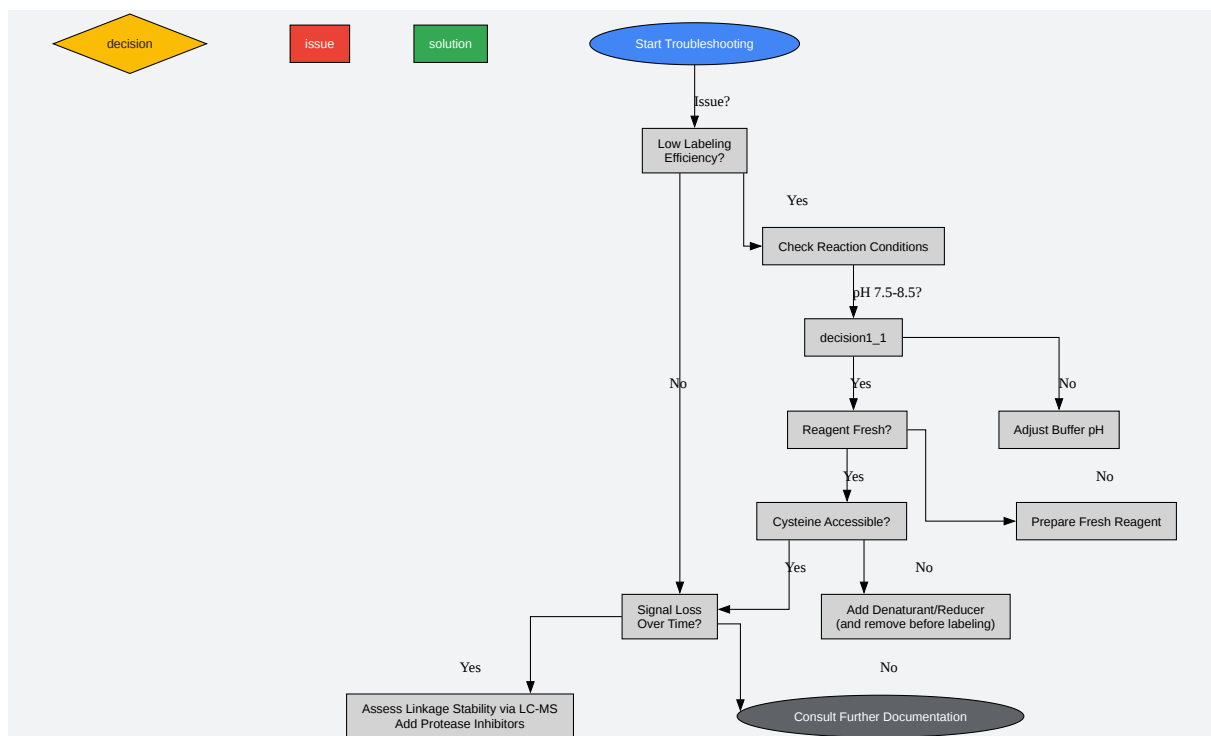 decision
issue
solution
Start Troubleshooting
Issue?
Low Labeling
Efficiency?
Yes
Check Reaction Conditions
pH 7.5-8.5?
decision1_1
No
Yes
No
Reagent Fresh?
Adjust Buffer pH
Yes
No
Cysteine Accessible?
Prepare Fresh Reagent
Yes
No
Signal Loss
Over Time?
Add Denaturant/Reducer
(and remove before labeling)
Yes
No
Assess Linkage Stability via LC-MS
Add Protease Inhibitors
Consult Further Documentation